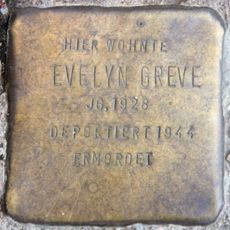 HIER WOHNTE
EVELYN GREVE
JG. 1928
DEPORTIERT 1944
ERMORDET